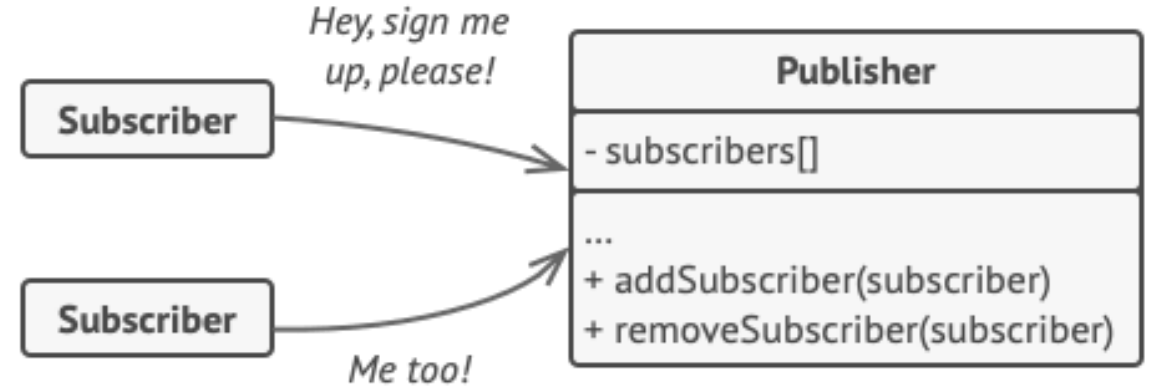 Hey, sign me
up, please!
Subscriber
Publisher
- subscribers[]
...
+ addSubscriber(subscriber)
+ removeSubscriber(subscriber)
Subscriber
Me too!